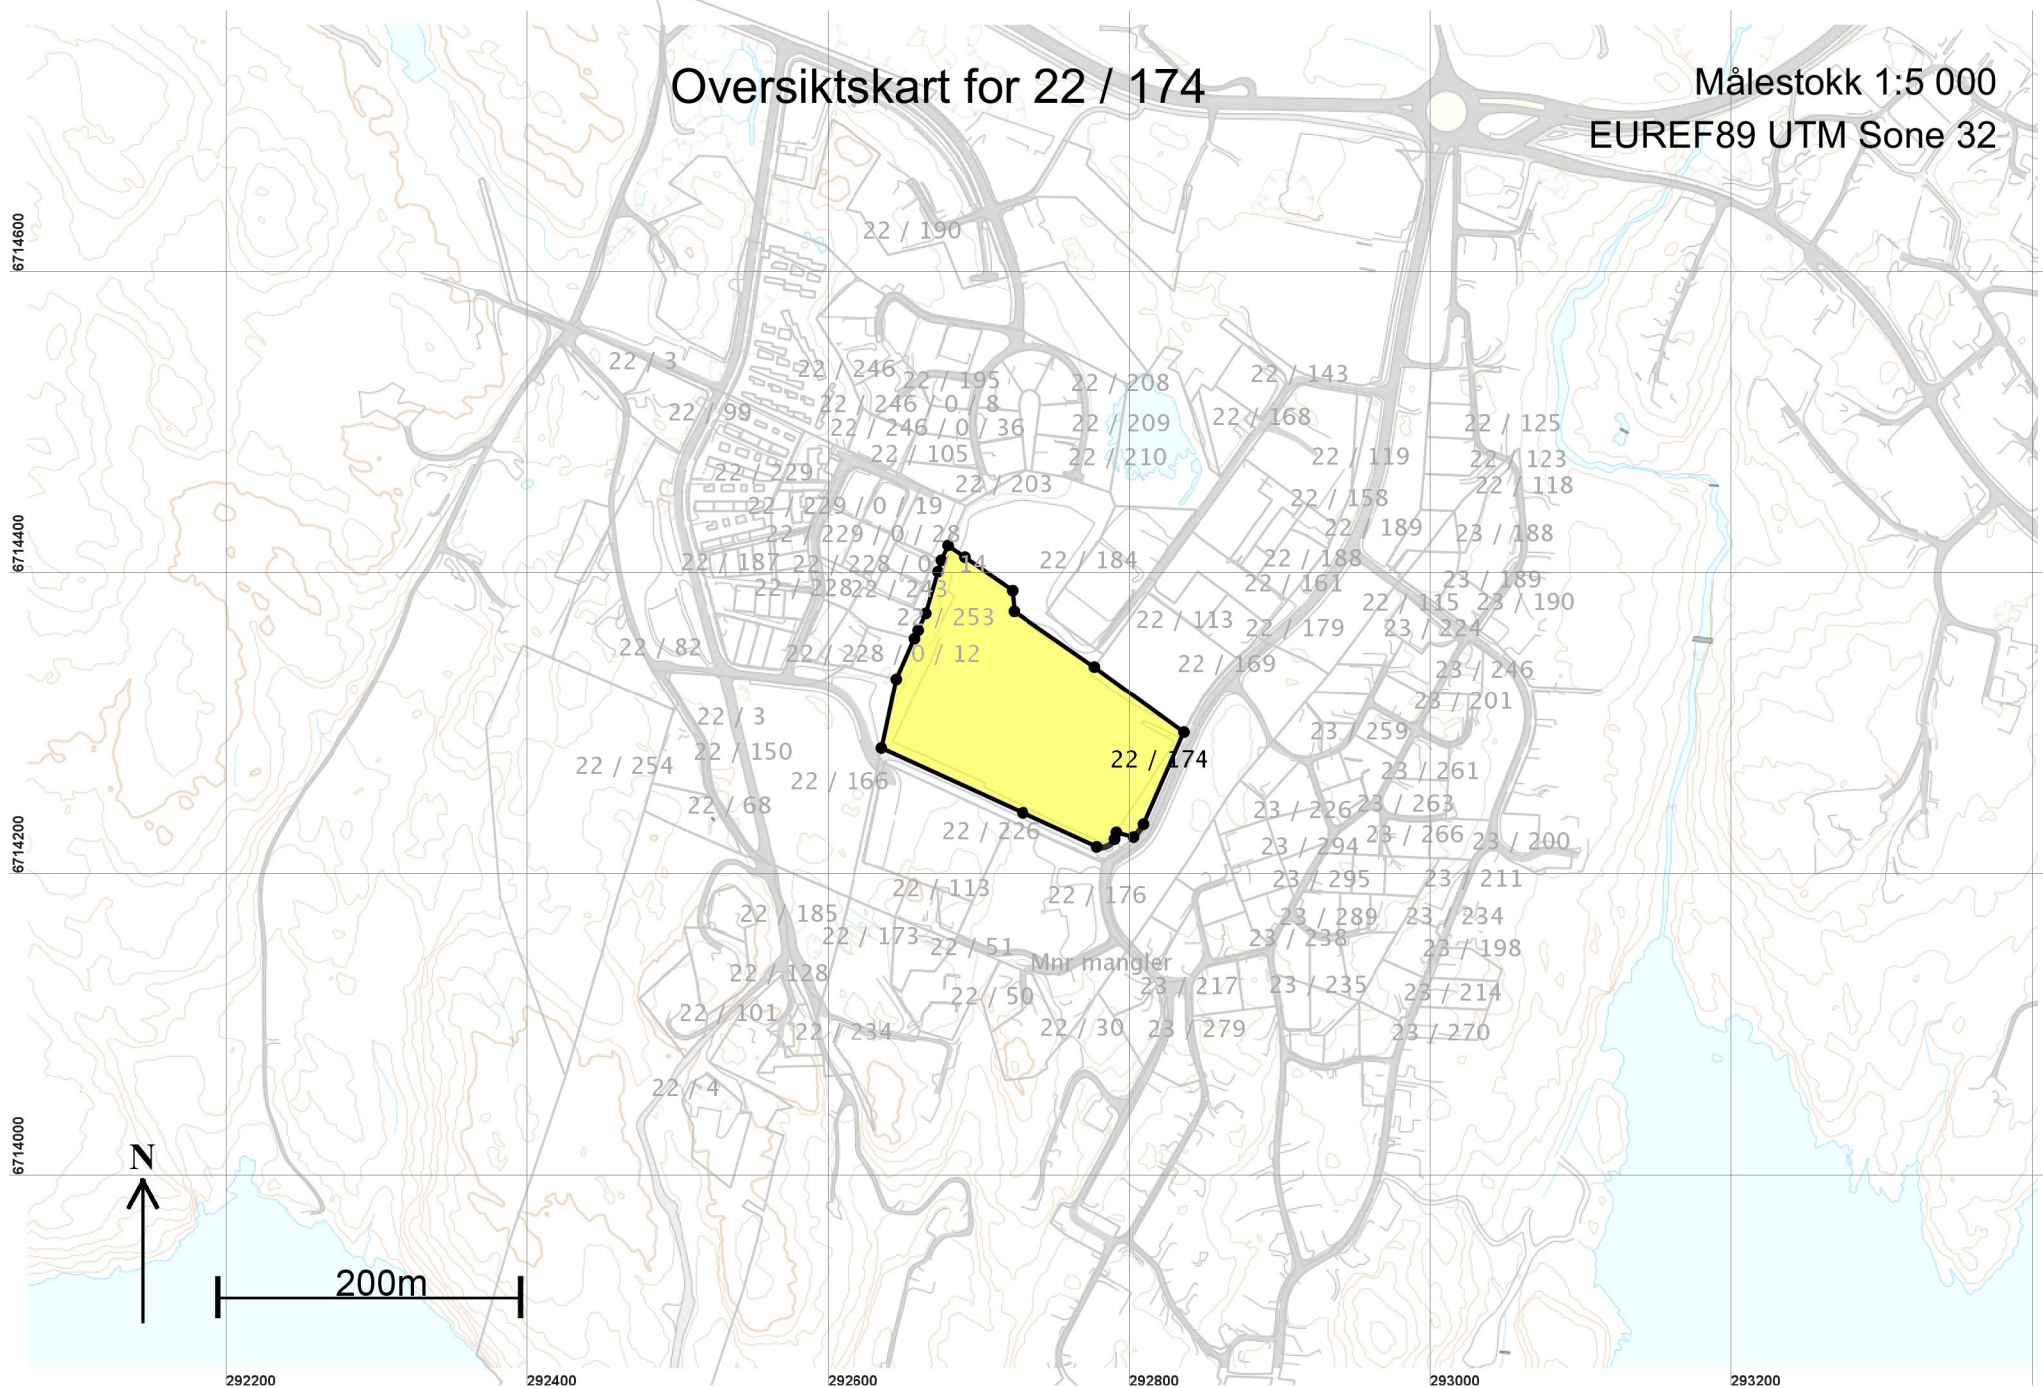 Oversiktskart for 22 / 174
Målestokk 1:5 000
EUREF89 UTM Sone 32
6714600
22 / 190
22 / 3
22 / 246
22 / 195
22 / 208
22 / 143
22 / 99
22 / 246 / 0 / 8
22 / 168
22 / 246 / 0 / 36
22 / 209
22 / 125
22 / 105
22 / 210
22 / 119
22 / 123
22 / 229
22 / 203
22 / 118
22 / 229 / 0 / 19
22 / 158
6714400
22 / 229 / 0 / 28
22 / 189
23 / 188
22 / 187
22 / 228 / 0 / 14
22 / 184
22 / 188
22 / 228
22 / 243
22 / 161
23 / 189
22 / 253
22 / 113
22 / 179
22 / 115
23 / 190
23 / 224
22 / 82
22 / 228 / 0 / 12
22 / 169
23 / 246
22 / 3
23 / 201
22 / 150
23 / 259
22 / 254
22 / 166
22 / 174
23 / 261
22 / 68
23 / 226
23 / 263
6714200
22 / 226
23 / 294
23 / 266
23 / 200
22 / 113
22 / 176
23 / 295
23 / 211
22 / 185
23 / 289
23 / 234
22 / 173
22 / 51
23 / 238
23 / 198
Mnr mangler
22 / 128
22 / 50
23 / 217
23 / 235
23 / 214
22 / 101
22 / 234
22 / 30
23 / 279
23 / 270
22 / 4
6714000
N
200m
292200
292400
292600
292800
293000
293200